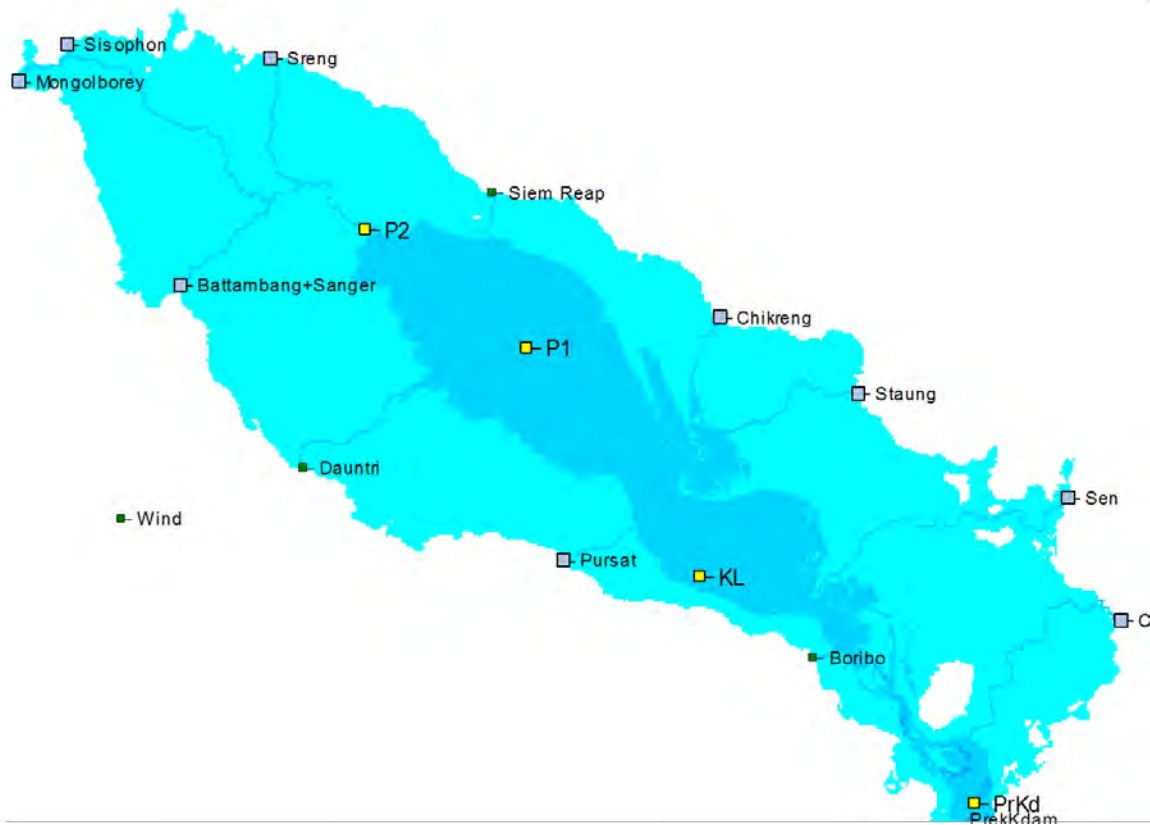 Sisophon
Sreng
Mongolborey
Siem Reap
P2
Battambang+Sanger
Chikreng
P1
Staung
Dauntri
Sen
Wind
Pursat
KL
C
Boribo
PrKd
PrekKdam